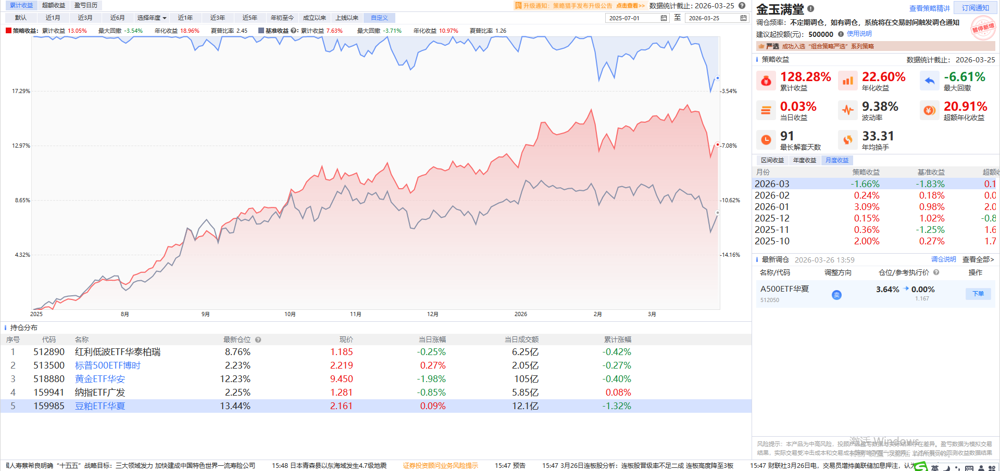 累计收益 超额收益 盈亏日历
升级通知：策略猎手发布升级公告 点击查看>> 数据统计截止：2026-03-25
默认 近1月 近3月 近6月 选择年度 近1年 近3年 近5年 年初至今 成立以来 上线以来 自定义 2025-07-01 至 2026-03-25
策略收益： 累计收益 13.05% 最大回撤 -3.54% 年化收益 18.96% 夏普比率 2.45 基准收益： 累计收益 7.63% 最大回撤 -3.71% 年化收益 10.97% 夏普比率 1.26
17.29% -3.54%
12.97% -7.08%
8.65% -10.62%
4.32% -14.16%
2025 8月 9月 10月 11月 12月 2026 2月 3月
持仓分布
序号 代码 名称 最新仓位 现价 当日涨幅 当日成交额 累计涨幅
1 512890 红利低波ETF华泰柏瑞 8.76% 1.185 -0.25% 6.25亿 -0.42%
2 513500 标普500ETF博时 2.23% 2.219 0.27% 2.05亿 -0.27%
3 518880 黄金ETF华安 12.23% 9.450 -1.98% 105亿 -0.40%
4 159941 纳指ETF广发 2.25% 1.281 -0.85% 5.85亿 0.08%
5 159985 豆粕ETF华夏 13.44% 2.161 0.09% 12.1亿 -1.32%
金玉满堂 查看策略精讲 订阅通知
调仓频率：不定期调仓，如有调仓，系统将在交易时间触发调仓通知
建议起投额(元)：500000 使用说明
暂停新增
严选 成功入选“组合策略严选”系列策略
策略收益 数据统计截止： 2026-03-25
128.28% 22.60% -6.61%
累计收益 年化收益 最大回撤
0.03% 9.38% 20.91%
当日收益 波动率 超额年化收益
91 33.31
最长解套天数 年均换手
区间收益 年度收益 月度收益
月份 策略收益 基准收益 超额收
2026-03 -1.66% -1.83% 0.1
2026-02 0.24% 0.18% 0.0
2026-01 3.09% 0.98% 2.0
2025-12 0.15% 1.02% -0.8
2025-11 0.36% -1.25% 1.6
2025-10 2.00% 0.27% 1.7
最新调仓 2026-03-26 13:59 调仓说明 查看全部>
名称/代码 调整方向 仓位/参考执行价 操作
A500ETF华夏 卖 3.64% 0.00% 下单
512050 1.167
风险提示：本产品为中高风险，投顾产品盈亏数据与实际结果存在差异。盈亏数据为模拟交易
结果，实际交易受冲击成本和交易成本等影响存在一定差异，以上所展示的回测收益数据结果
激活 Windows
国人寿蔡希良明确“十五五”战略目标：三大领域发力 加快建成中国特色世界一流寿险公司 15:48 日本青森县以东海域发生4.7级地震 证券投资顾问业务风险提示 15:47 预告 15:47 3月26日连板股分析：连板股晋级率不足二成 连板高度降至3板 15:47 财联社3月26日电，交易员增持美联储加息押注，认为
英